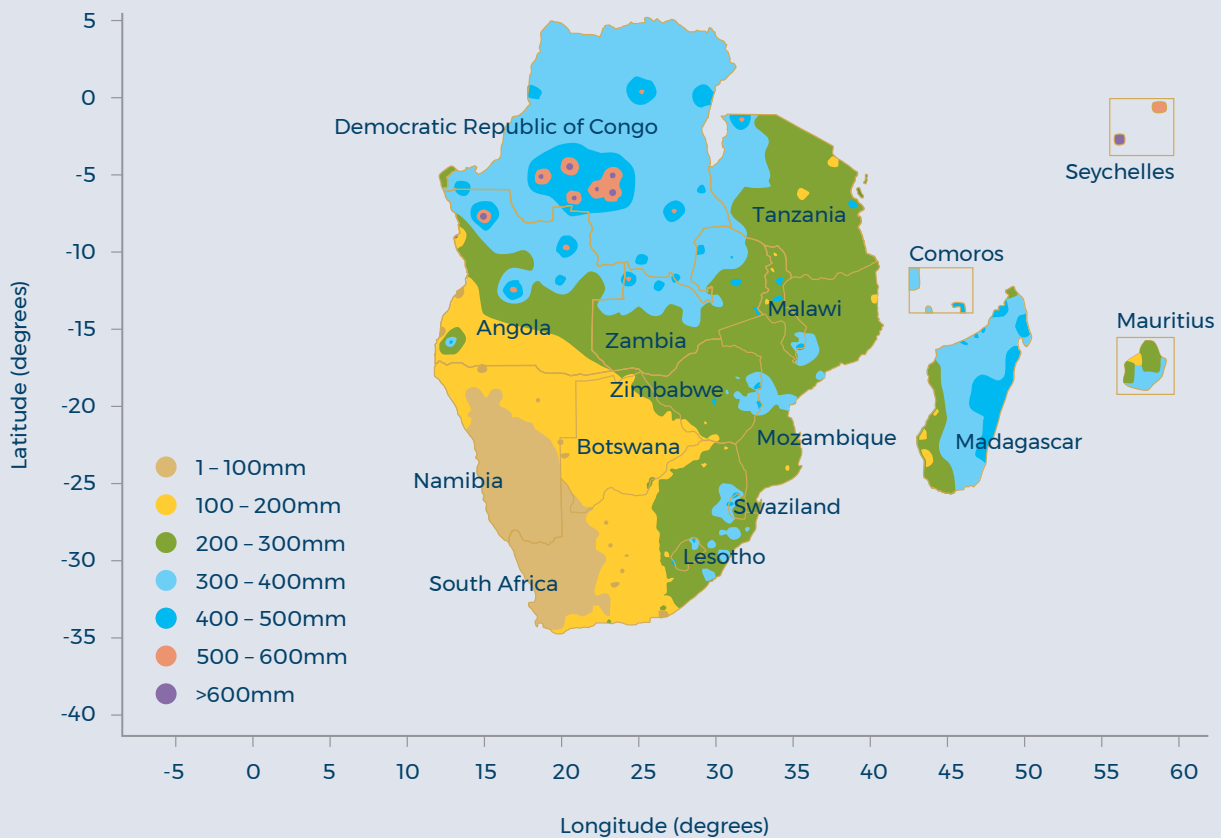 5
0
-5
-10
-15
-20
-25
-30
-35
-40
Latitude (degrees)
Democratic Republic of Congo
Seychelles
Tanzania
Comoros
Malawi
Mauritius
Angola
Zambia
Zimbabwe
Mozambique
Madagascar
Botswana
Namibia
Swaziland
Lesotho
South Africa
1 – 100mm
100 – 200mm
200 – 300mm
300 – 400mm
400 – 500mm
500 – 600mm
>600mm
-5 0 5 10 15 20 25 30 35 40 45 50 55 60
Longitude (degrees)